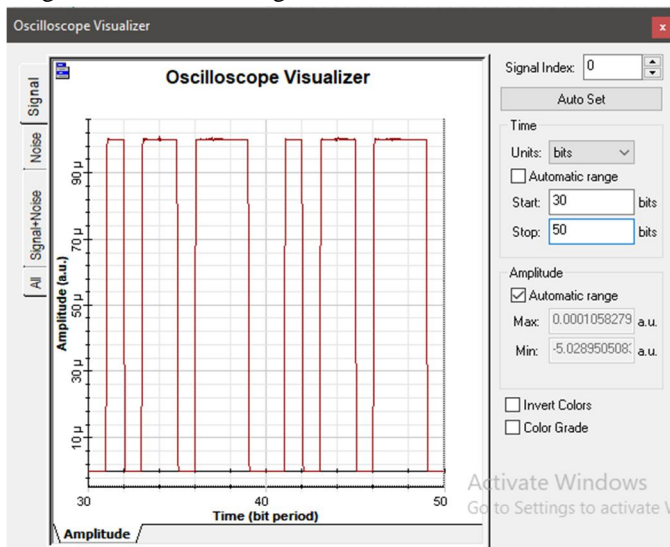 Oscilloscope Visualizer
x
Signal
Noise
Signal+Noise
All
Oscilloscope Visualizer
Amplitude (a.u.)
90 µ
70 µ
50 µ
30 µ
10 µ
30
40
50
Time (bit period)
Amplitude
Signal Index: 0
Auto Set
Time
Units: bits
Automatic range
Start: 30 bits
Stop: 50 bits
Amplitude
Automatic range
Max: 0.0001058279 a.u.
Min: a.u.
Invert Colors
Color Grade
Activate Windows
Go to Settings to activate